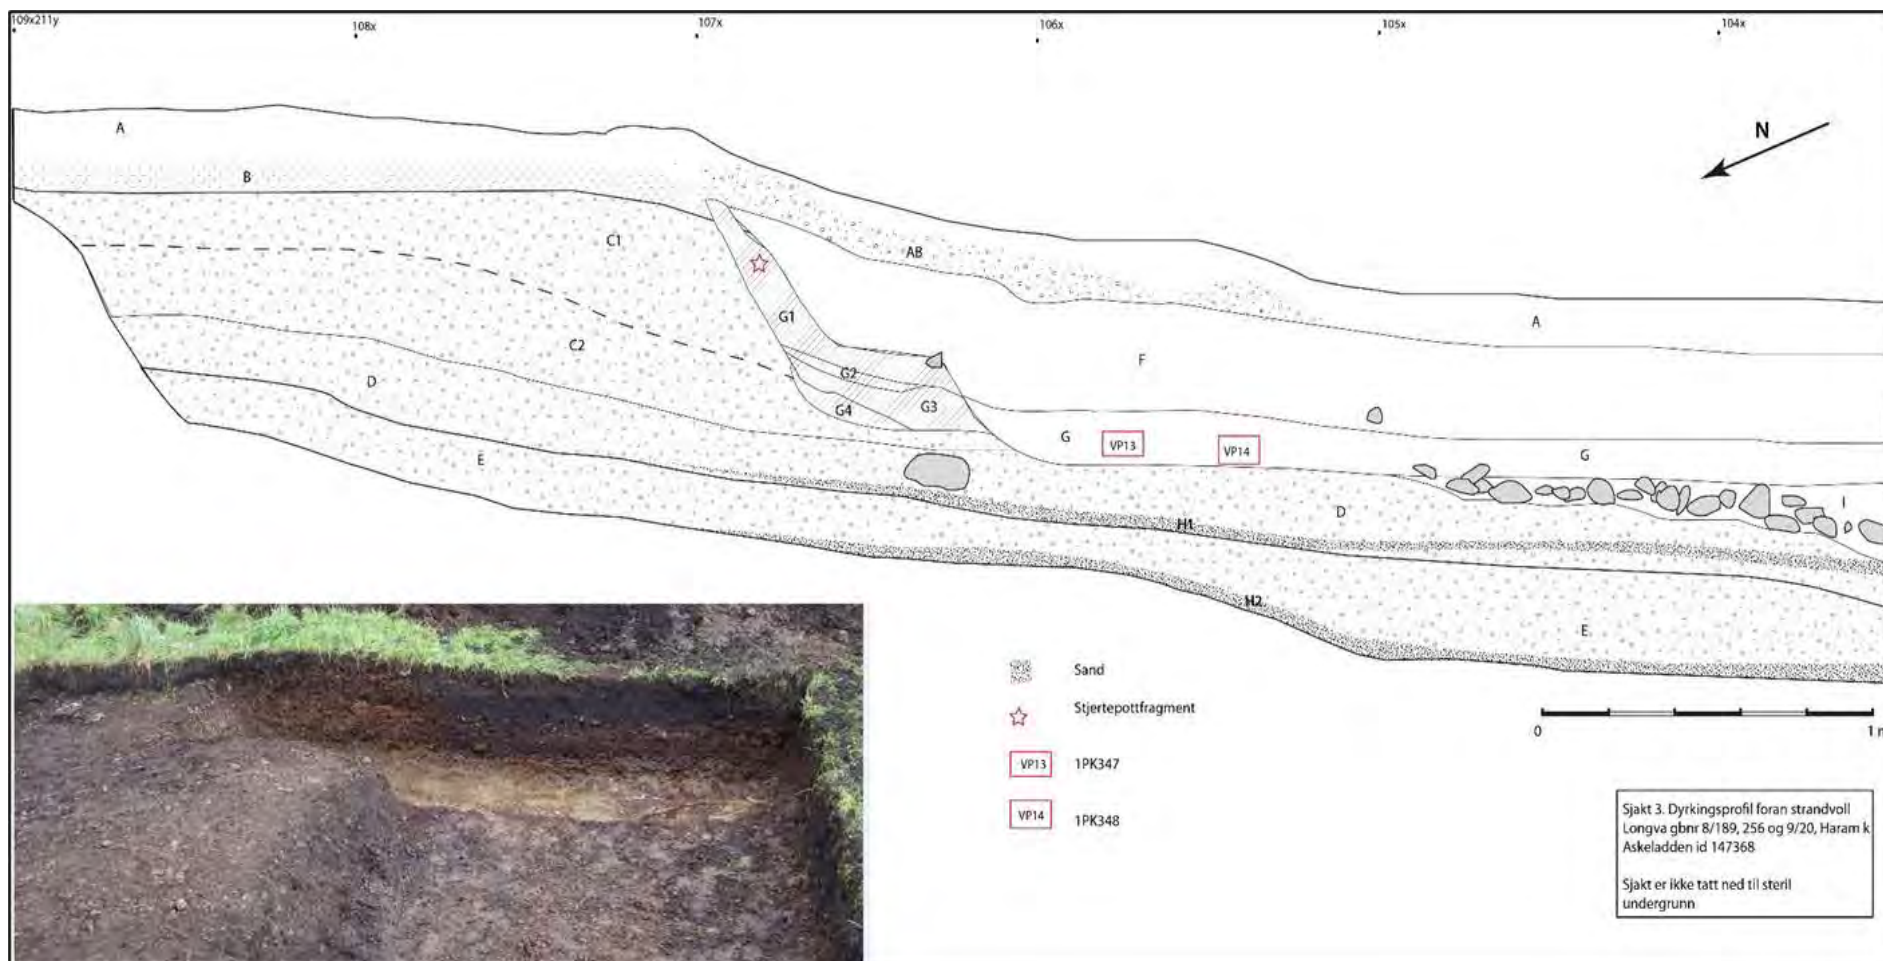 109x211y
108x
107x
106x
105x
104x
N
A
B
C1
AB
G1
A
C2
F
G2
D
G4
G3
G
VP13
VP14
G
E
I
H1
D
H2
E
Sand
Stjertepottfragment
VP13 1PK347
VP14 1PK348
0
Sjakt 3. Dyrkingsprofil foran strandvoll
Longva gbnr 8/189, 256 og 9/20, Haram k
Askeladden id 147368
Sjakt er ikke tatt ned til steril
undergrunn